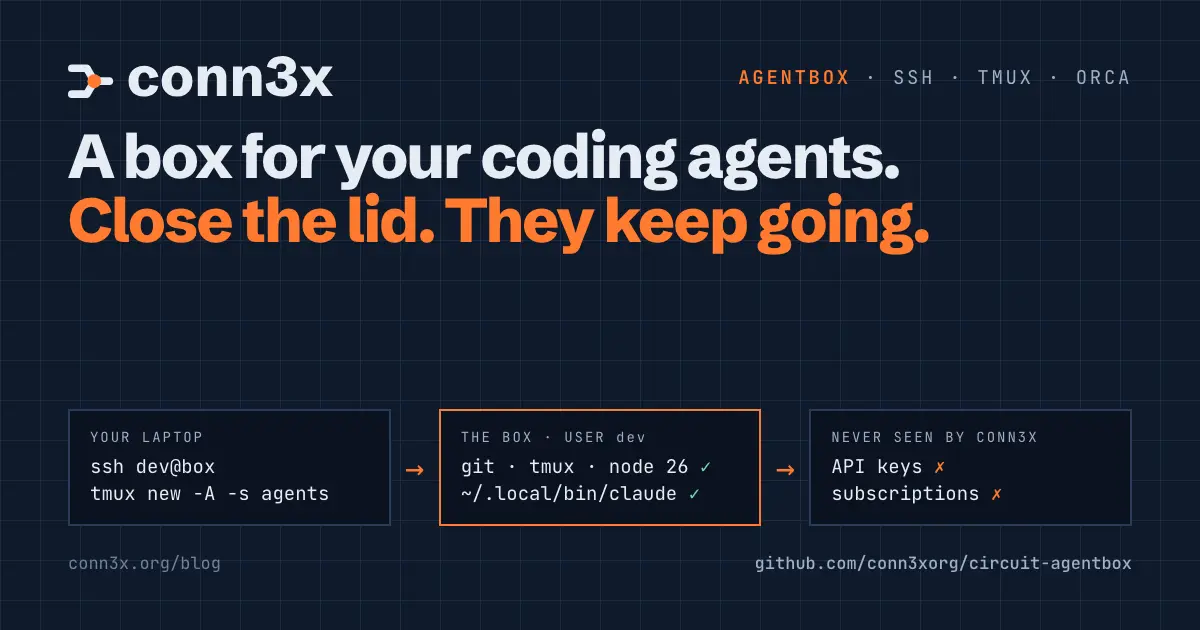 conn3x
AGENTBOX · SSH · TMUX · ORCA
A box for your coding agents.
Close the lid. They keep going.
YOUR LAPTOP
ssh dev@box
tmux new -A -s agents
→
THE BOX · USER dev
git · tmux · node 26 ✓
~/.local/bin/claude ✓
→
NEVER SEEN BY CONN3X
API keys ✗
subscriptions ✗
conn3x.org/blog
github.com/conn3xorg/circuit-agentbox